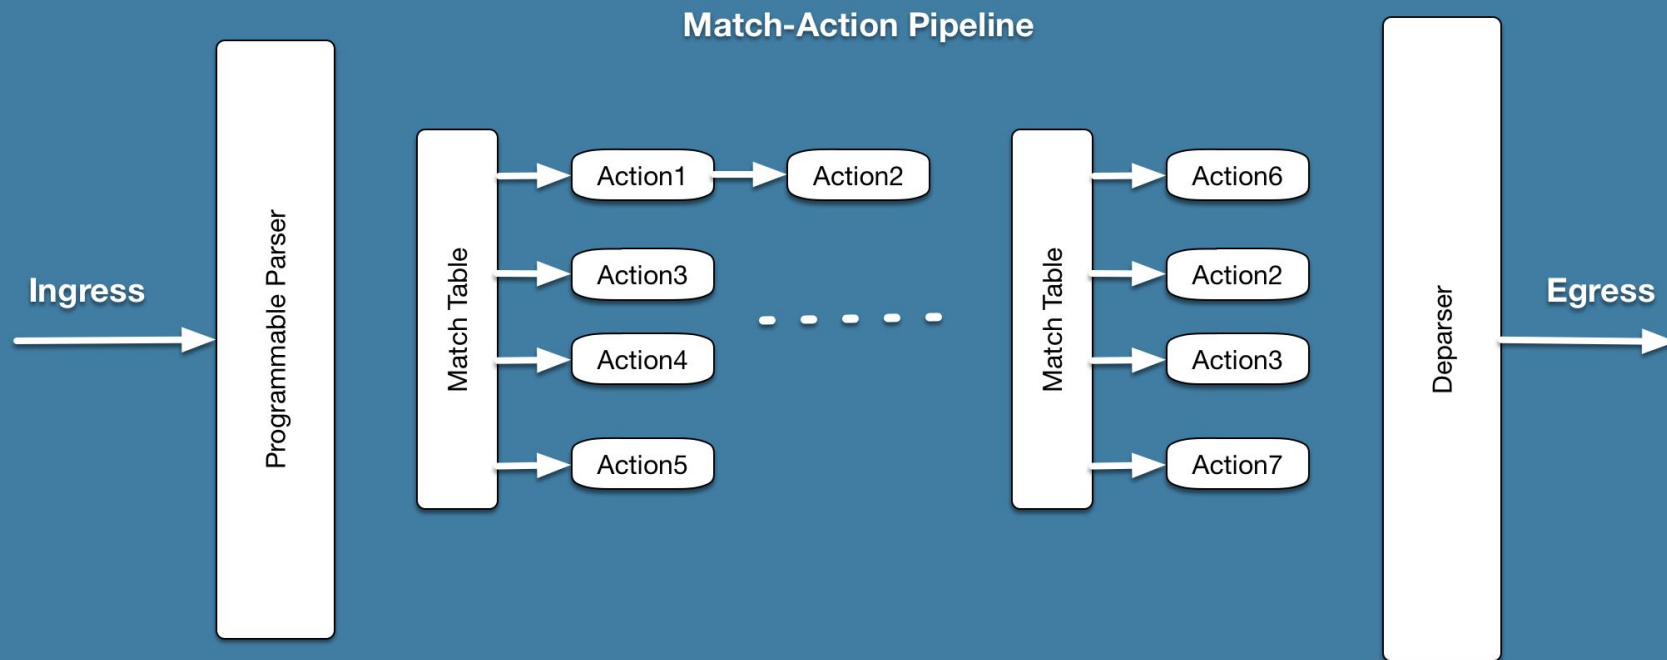 Match-Action Pipeline
Ingress
Programmable Parser
Match Table
Action1
Action2
Action3
Action4
Action5
Match Table
Action6
Action2
Action3
Action7
Deparser
Egress